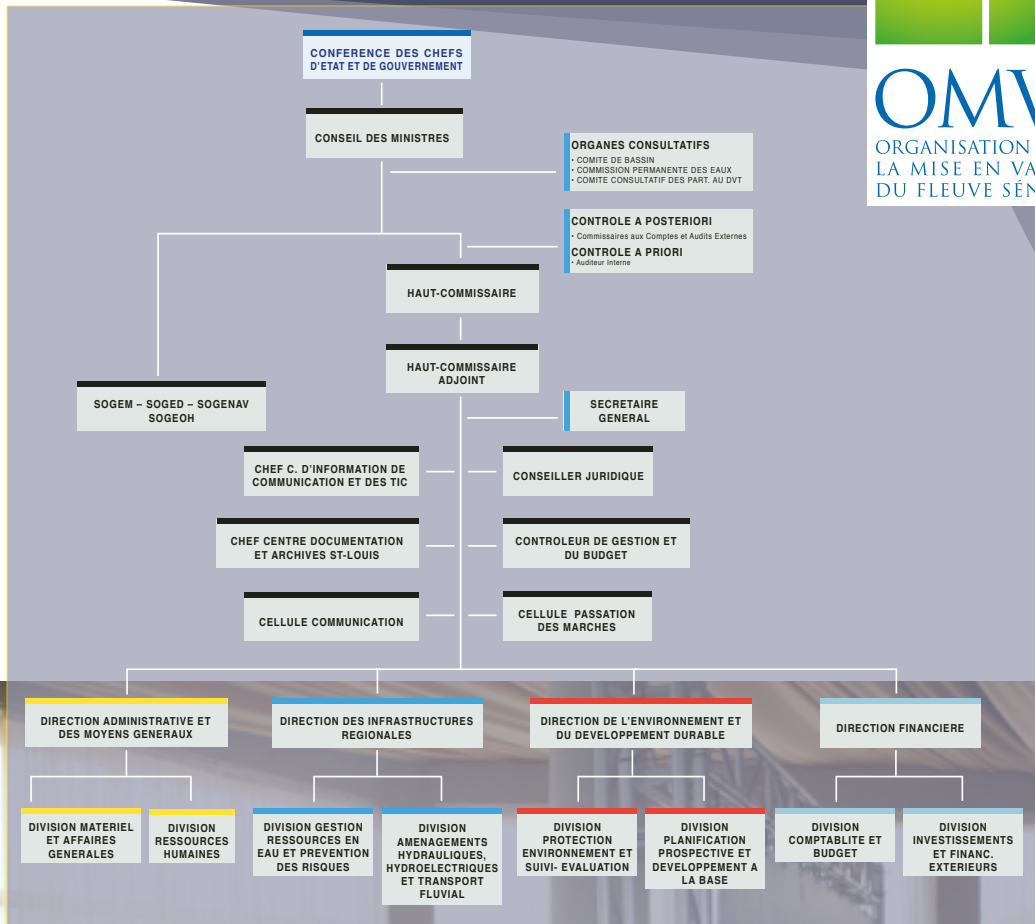 CONFERENCE DES CHEFS
D'ETAT ET DE GOUVERNEMENT
CONSEIL DES MINISTRES
ORGANES CONSULTATIFS
• COMITE DE BASSIN
• COMMISSION PERMANENTE DES EAUX
• COMITE CONSULTATIF DES PART. AU DVT
CONTROLE A POSTERIORI
• Commissaires aux Comptes et Audits Externes
CONTROLE A PRIORI
• Auditeur Interne
HAUT-COMMISSAIRE
HAUT-COMMISSAIRE
ADJOINT
SOGEM – SOGED – SOGENAV
SOGEOH
SECRETAIRE
GENERAL
CHEF C. D'INFORMATION DE
COMMUNICATION ET DES TIC
CONSEILLER JURIDIQUE
CHEF CENTRE DOCUMENTATION
ET ARCHIVES ST-LOUIS
CONTROLEUR DE GESTION ET
DU BUDGET
CELLULE COMMUNICATION
CELLULE PASSATION
DES MARCHES
DIRECTION ADMINISTRATIVE ET
DES MOYENS GENERAUX
DIRECTION DES INFRASTRUCTURES
REGIONALES
DIRECTION DE L'ENVIRONNEMENT ET
DU DEVELOPPEMENT DURABLE
DIRECTION FINANCIERE
DIVISION MATERIEL
ET AFFAIRES
GENERALES
DIVISION
RESSOURCES
HUMAINES
DIVISION GESTION
RESSOURCES EN
EAU ET PREVENTION
DES RISQUES
DIVISION
AMENAGEMENTS
HYDRAULIQUES,
HYDROELECTRIQUES
ET TRANSPORT
FLUVIAL
DIVISION
PROTECTION
ENVIRONNEMENT ET
SUIVI- EVALUATION
DIVISION
PLANIFICATION
PROSPECTIVE ET
DEVELOPPEMENT A
LA BASE
DIVISION
COMPTABLITE ET
BUDGET
DIVISION
INVESTISSEMENTS
ET FINANC.
EXTERIEURS
OMV
ORGANISATION
LA MISE EN VA
DU FLEUVE SÉN